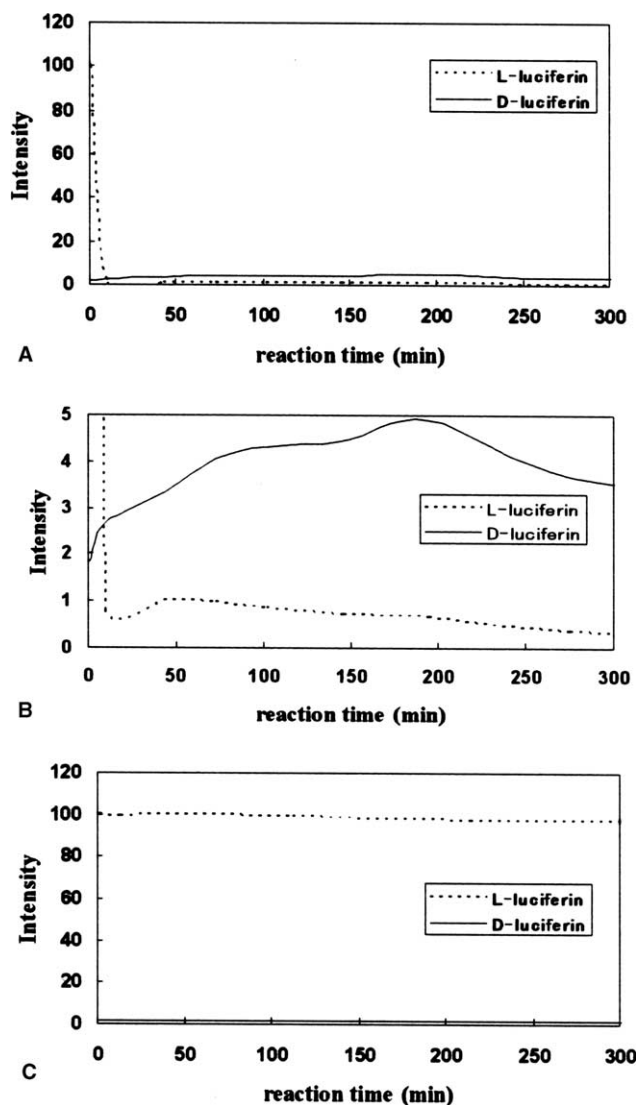 120
100
80
60
40
20
0
Intensity
L-luciferin
D-luciferin
0 50 100 150 200 250 300
A
reaction time (min)
5
4
3
2
1
0
Intensity
L-luciferin
D-luciferin
0 50 100 150 200 250 300
B
reaction time (min)
120
100
80
60
40
20
0
Intensity
L-luciferin
D-luciferin
0 50 100 150 200 250 300
C
reaction time (min)